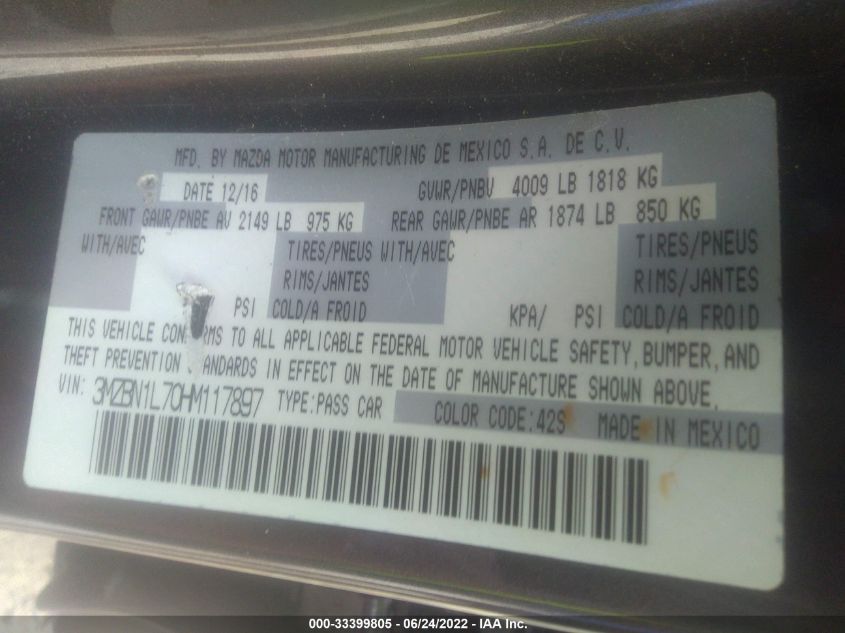 MFD. BY MAZDA MOTOR MANUFACTURING DE MEXICO S.A. DE C.V.
DATE 12/16 GVWR/PNBV 4009 LB 1818 KG
FRONT GAWR/PNBE AV 2149 LB 975 KG REAR GAWR/PNBE AR 1874 LB 850 KG
WITH/AVEC TIRES/PNEUS WITH/AVEC TIRES/PNEUS
RIMS/JANTES RIMS/JANTES
PSI COLD/A FROID KPA/ PSI COLD/A FROID
THIS VEHICLE CON RMS TO ALL APPLICABLE FEDERAL MOTOR VEHICLE SAFETY, BUMPER, AND
THEFT PREVENTION ANDARDS IN EFFECT ON THE DATE OF MANUFACTURE SHOWN ABOVE.
VIN: 3MZBN1L70HM117897 TYPE:PASS CAR COLOR CODE:42S MADE IN MEXICO
000-33399805 - 06/24/2022 - IAA Inc.